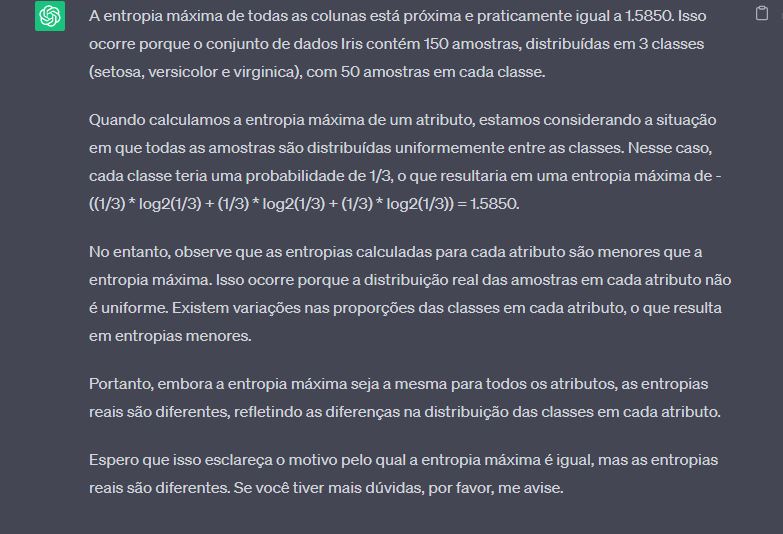 A entropia máxima de todas as colunas está próxima e praticamente igual a 1.5850. Isso
ocorre porque o conjunto de dados Iris contém 150 amostras, distribuídas em 3 classes
(setosa, versicolor e virginica), com 50 amostras em cada classe.
Quando calculamos a entropia máxima de um atributo, estamos considerando a situação
em que todas as amostras são distribuídas uniformemente entre as classes. Nesse caso,
cada classe teria uma probabilidade de 1/3, o que resultaria em uma entropia máxima de -
((1/3) * log2(1/3) + (1/3) * log2(1/3) + (1/3) * log2(1/3)) = 1.5850.
No entanto, observe que as entropias calculadas para cada atributo são menores que a
entropia máxima. Isso ocorre porque a distribuição real das amostras em cada atributo não
é uniforme. Existem variações nas proporções das classes em cada atributo, o que resulta
em entropias menores.
Portanto, embora a entropia máxima seja a mesma para todos os atributos, as entropias
reais são diferentes, refletindo as diferenças na distribuição das classes em cada atributo.
Espero que isso esclareça o motivo pelo qual a entropia máxima é igual, mas as entropias
reais são diferentes. Se você tiver mais dúvidas, por favor, me avise.